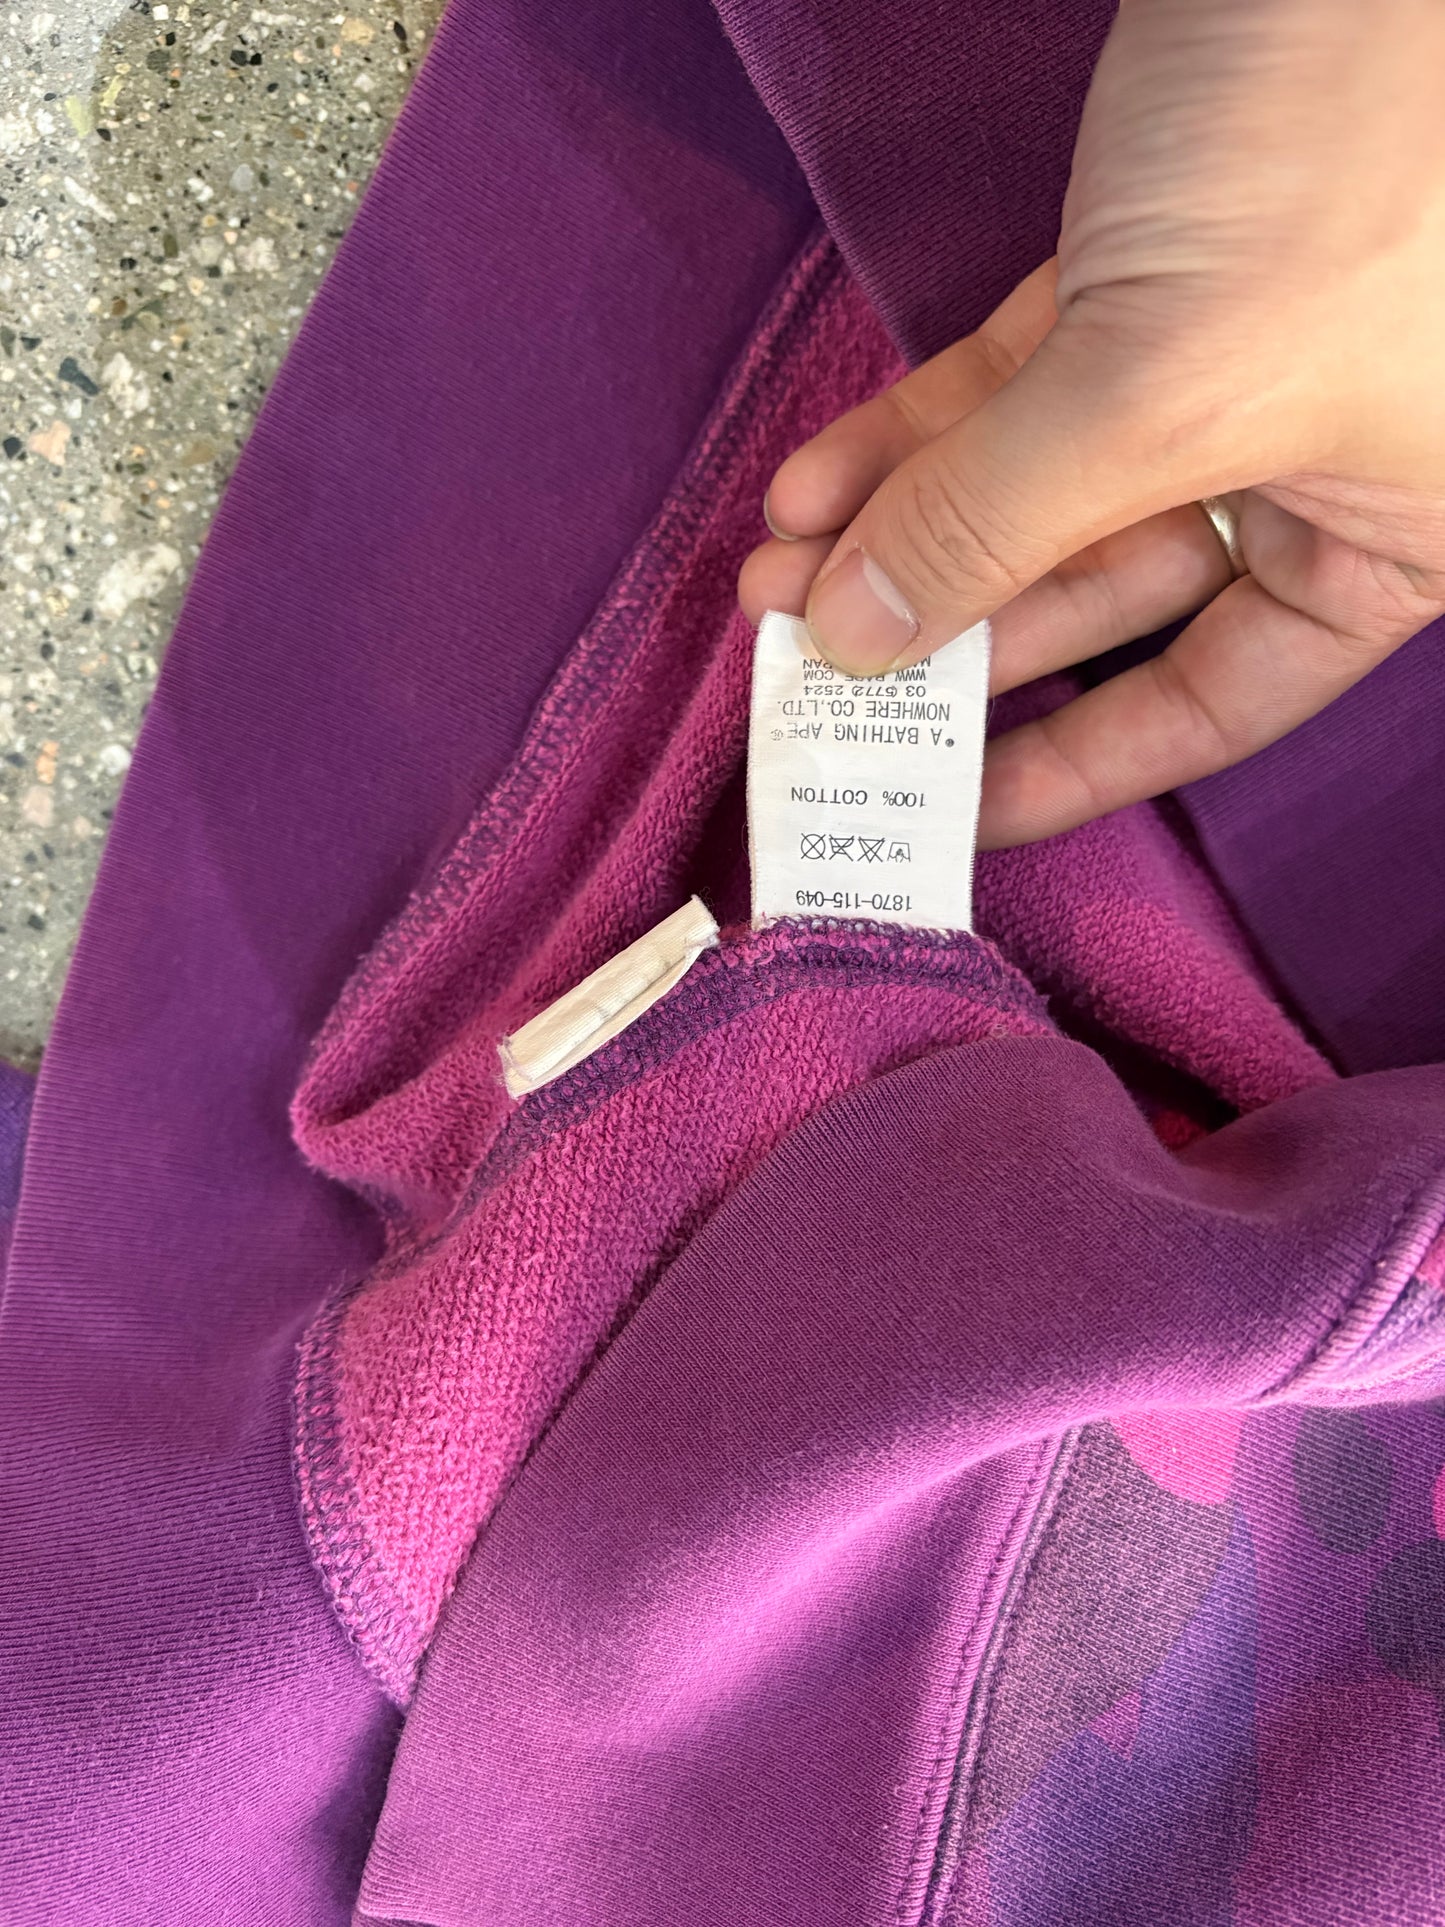 1870-115-049
100% COTTON
"A BATHING APE®"
NOWHERE CO.,LTD.
03 (5772) 2524
WWW.BAPE.COM